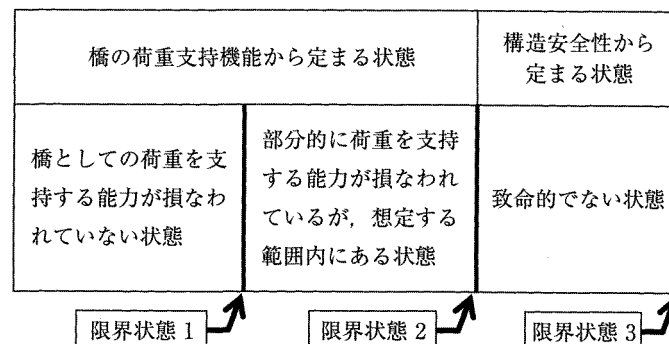 橋の荷重支持機能から定まる状態
構造安全性から
定まる状態
橋としての荷重を支
持する能力が損なわ
れていない状態
部分的に荷重を支持
する能力が損なわれ
ているが，想定する
範囲内にある状態
致命的でない状態
限界状態 1
限界状態 2
限界状態 3